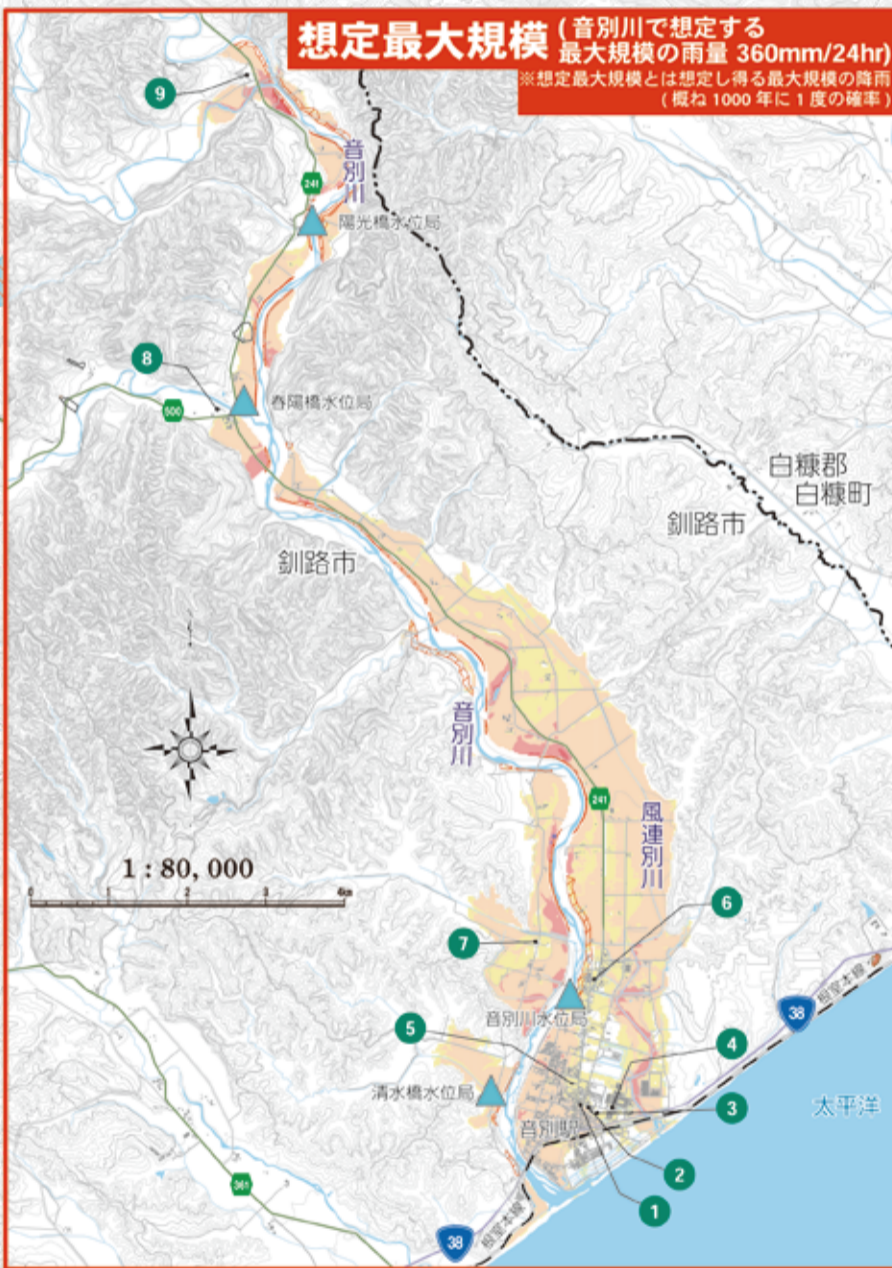 想定最大規模
(音別川で想定する
最大規模の雨量 360mm/24hr)
※想定最大規模とは想定し得る最大規模の降雨
(概ね 1000 年に 1 度の確率)
9
音別川
241
陽光橋水位局
8
500
春陽橋水位局
白糠郡
白糠町
釧路市
釧路市
音別川
241
風連別川
1 : 80, 000
0
1
2
3
4km
6
7
音別川水位局
根室本線
38
5
4
清水橋水位局
太平洋
3
音別駅
2
361
1
根室本線
38